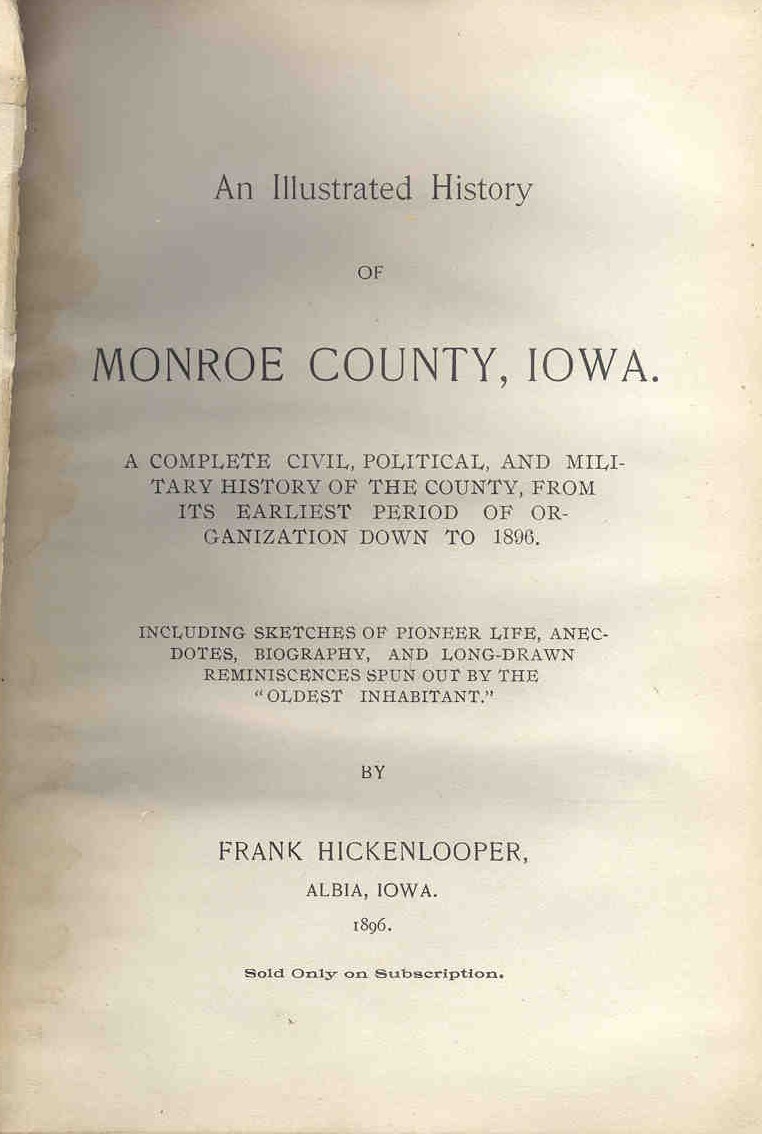 An Illustrated History
OF
MONROE COUNTY, IOWA.
A COMPLETE CIVIL, POLITICAL, AND MILI-
TARY HISTORY OF THE COUNTY, FROM
ITS EARLIEST PERIOD OF OR-
GANIZATION DOWN TO 1896.
INCLUDING SKETCHES OF PIONEER LIFE, ANEC-
DOTES, BIOGRAPHY, AND LONG-DRAWN
REMINISCENCES SPUN OUT BY THE
"OLDEST INHABITANT."
BY
FRANK HICKENLOOPER,
ALBIA, IOWA.
1896.
Sold Only on Subscription.